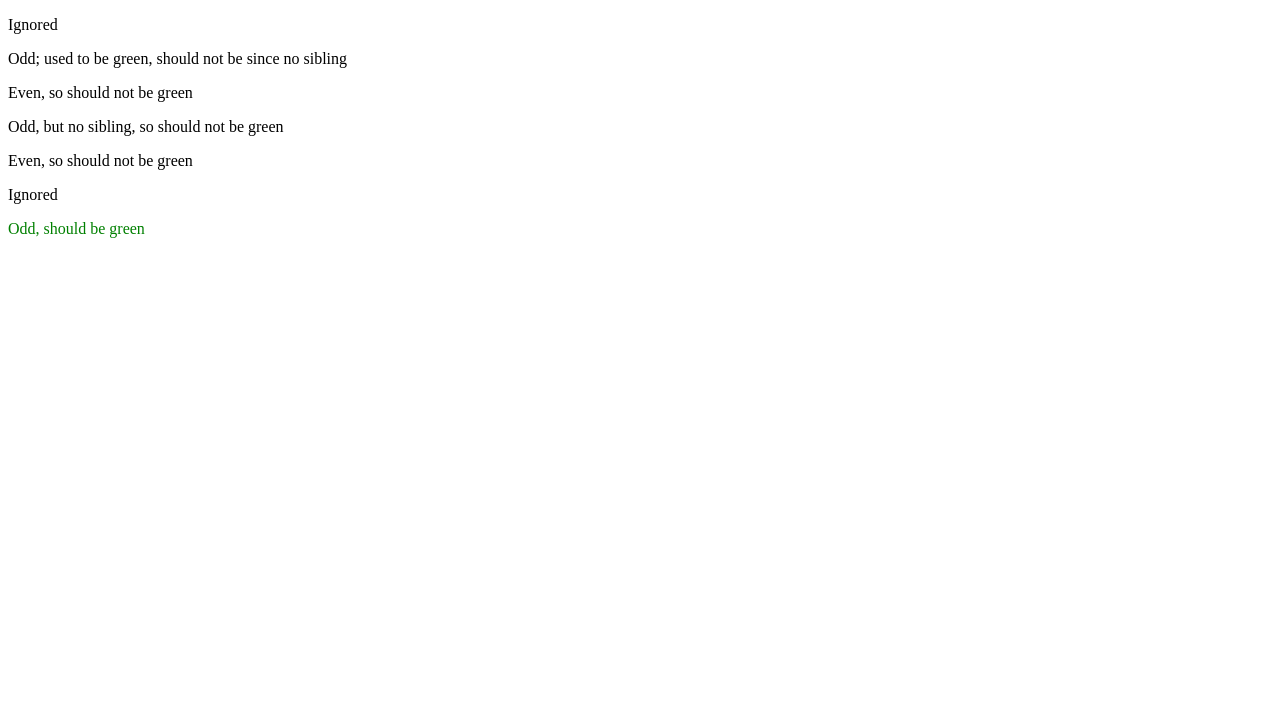 Ignored
Odd; used to be green, should not be since no sibling
Even, so should not be green
Odd, but no sibling, so should not be green
Even, so should not be green
Ignored
Odd, should be green